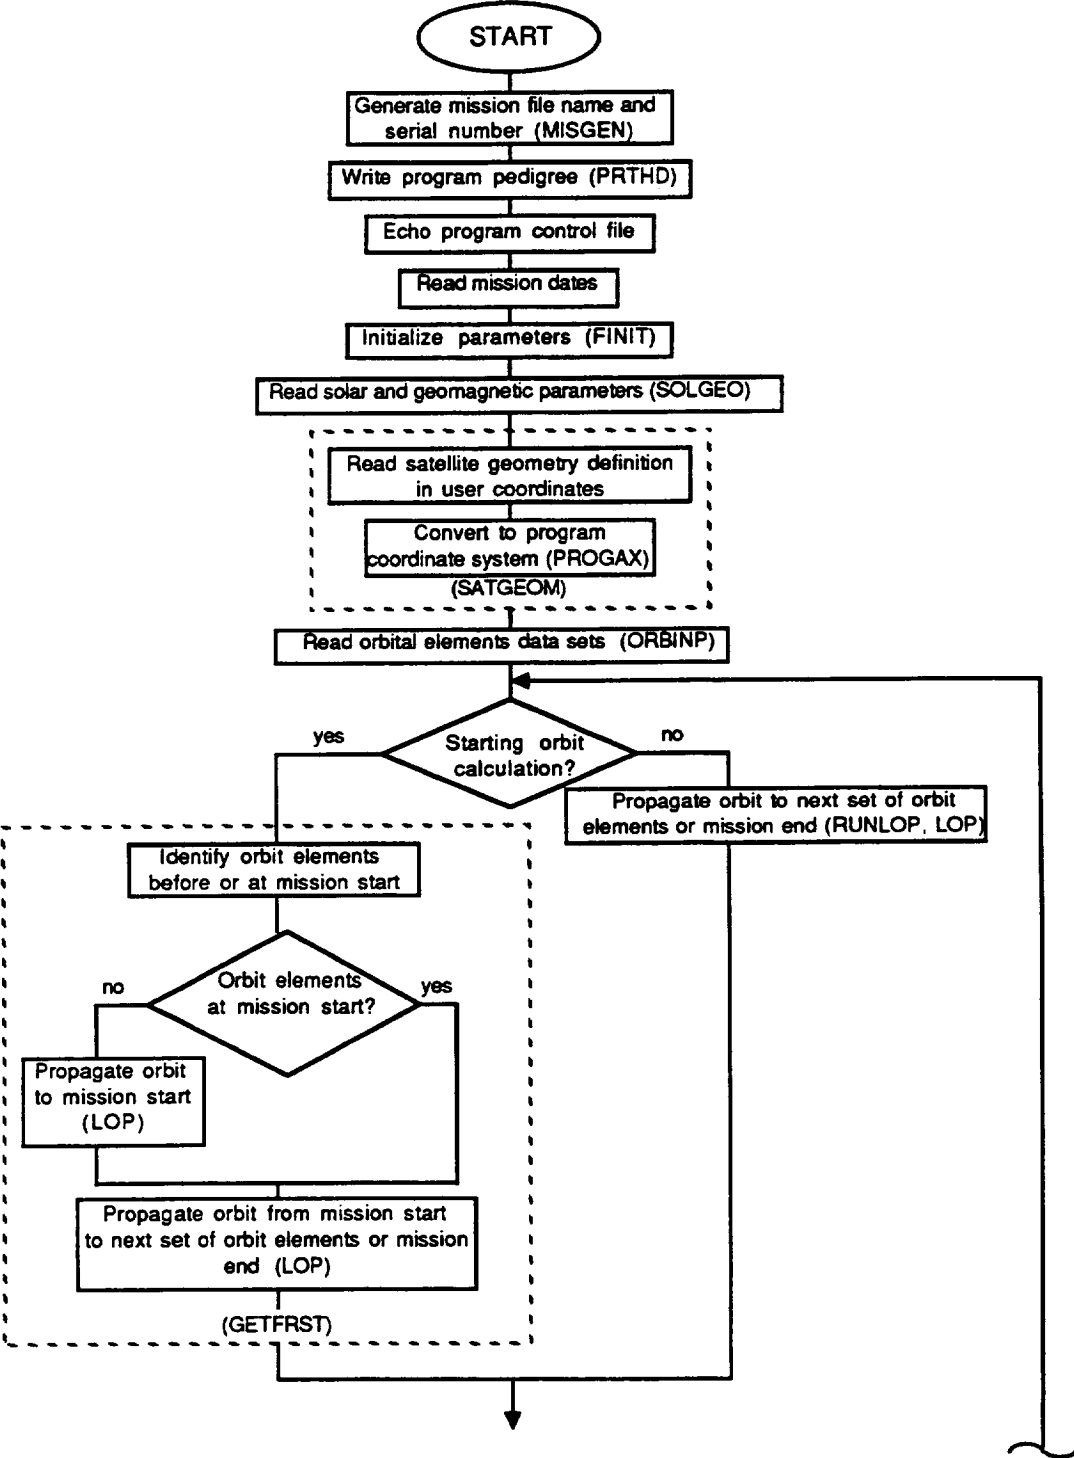 START
Generate mission file name and
serial number (MISGEN)
Write program pedigree (PRTHD)
Echo program control file
Read mission dates
Initialize parameters (FINIT)
Read solar and geomagnetic parameters (SOLGEO)
Read satellite geometry definition
in user coordinates
Convert to program
coordinate system (PROGAX)
(SATGEOM)
Read orbital elements data sets (ORBINP)
yes
Starting orbit
calculation?
no
Propagate orbit to next set of orbit
elements or mission end (RUNLOP, LOP)
Identify orbit elements
before or at mission start
no
Orbit elements
at mission start?
yes
Propagate orbit
to mission start
(LOP)
Propagate orbit from mission start
to next set of orbit elements or mission
end (LOP)
(GETFRST)